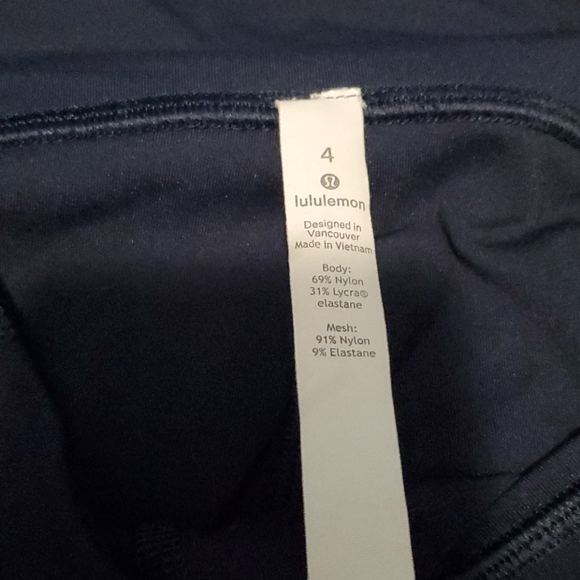 4
lululemon
Designed in
Vancouver
Made in Vietnam
Body:
69% Nylon
31% Lycra®
elastane
Mesh:
91% Nylon
9% Elastane